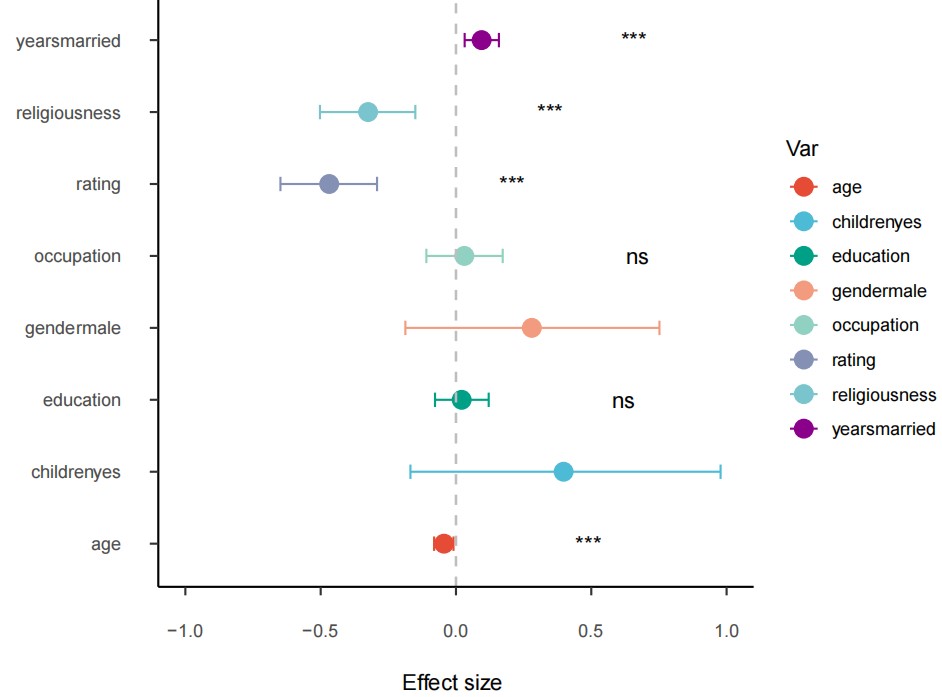 yearsmarried ***
religiousness ***
rating ***
occupation ns
gendermale
education ns
childrenyes
age ***
−1.0 −0.5 0.0 0.5 1.0
Effect size
Var
age
childrenyes
education
gendermale
occupation
rating
religiousness
yearsmarried